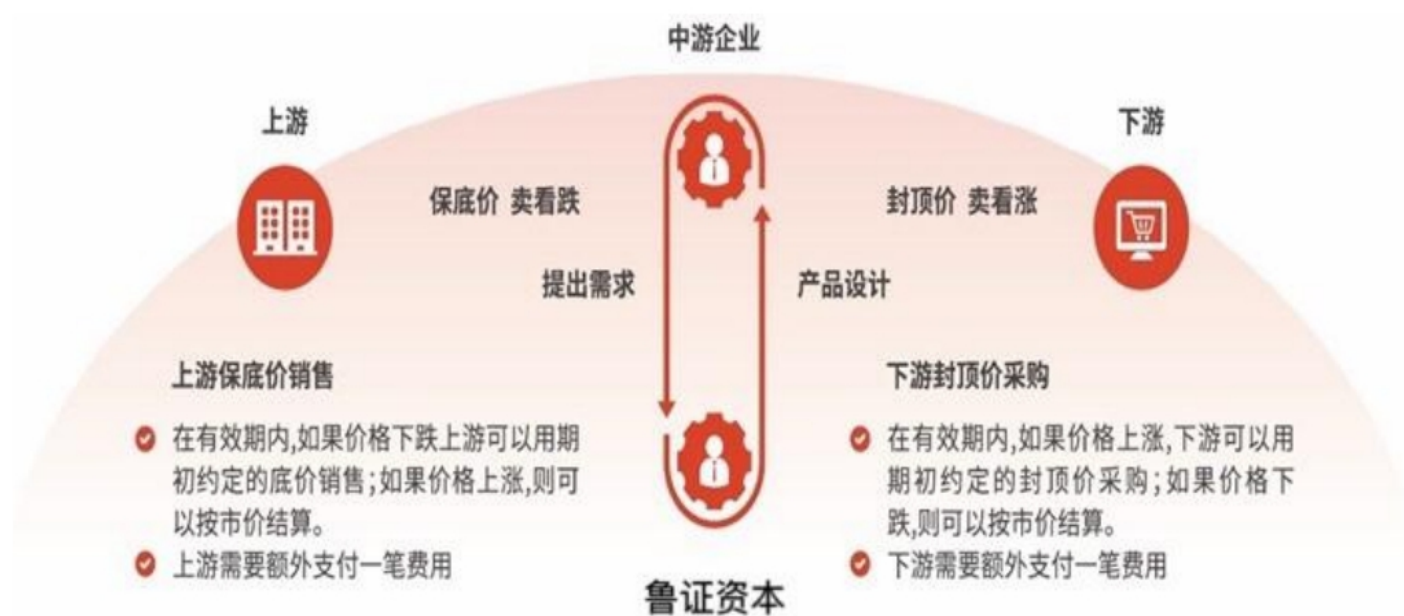 中游企业
上游
下游
保底价 卖看跌
封顶价 卖看涨
提出需求
产品设计
上游保底价销售
在有效期内,如果价格下跌上游可以用期
初约定的底价销售;如果价格上涨,则可
以按市价结算。
上游需要额外支付一笔费用
下游封顶价采购
在有效期内,如果价格上涨,下游可以用
期初约定的封顶价采购;如果价格下
跌,则可以按市价结算。
下游需要额外支付一笔费用
鲁证资本